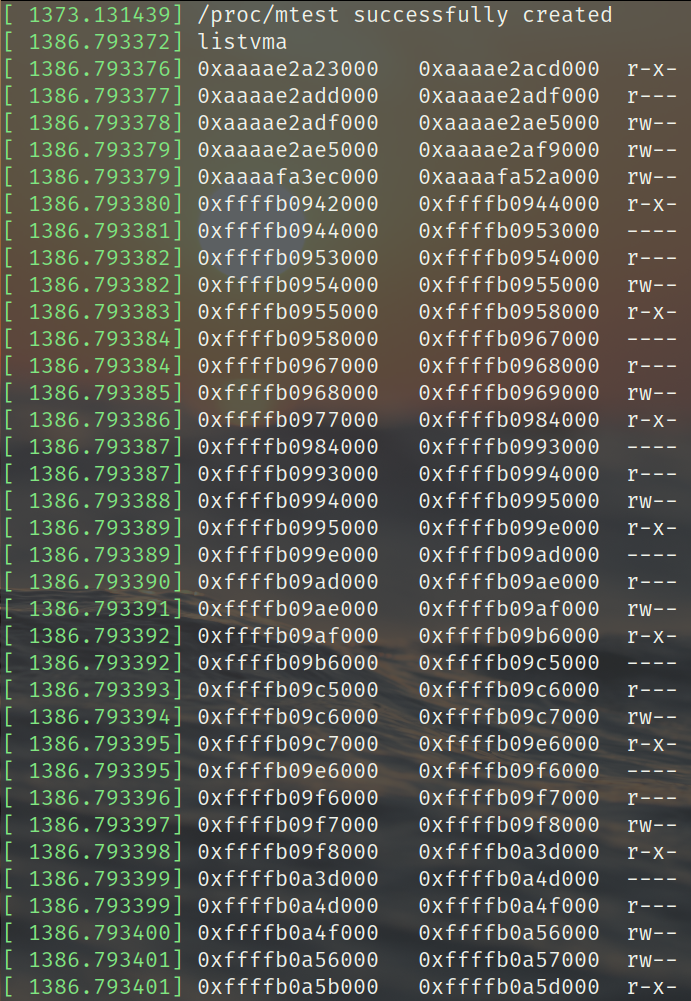 [ 1373.131439] /proc/mtest successfully created
[ 1386.793372] listvma
[ 1386.793376] 0xaaaae2a23000   0xaaaae2acd000  r-x-
[ 1386.793377] 0xaaaae2add000   0xaaaae2adf000  r---
[ 1386.793378] 0xaaaae2adf000   0xaaaae2ae5000  rw--
[ 1386.793379] 0xaaaae2ae5000   0xaaaae2af9000  rw--
[ 1386.793379] 0xaaaafa3ec000   0xaaaafa52a000  rw--
[ 1386.793380] 0xffffb0942000   0xffffb0944000  r-x-
[ 1386.793381] 0xffffb0944000   0xffffb0953000  ----
[ 1386.793382] 0xffffb0953000   0xffffb0954000  r---
[ 1386.793382] 0xffffb0954000   0xffffb0955000  rw--
[ 1386.793383] 0xffffb0955000   0xffffb0958000  r-x-
[ 1386.793384] 0xffffb0958000   0xffffb0967000  ----
[ 1386.793384] 0xffffb0967000   0xffffb0968000  r---
[ 1386.793385] 0xffffb0968000   0xffffb0969000  rw--
[ 1386.793386] 0xffffb0977000   0xffffb0984000  r-x-
[ 1386.793387] 0xffffb0984000   0xffffb0993000  ----
[ 1386.793387] 0xffffb0993000   0xffffb0994000  r---
[ 1386.793388] 0xffffb0994000   0xffffb0995000  rw--
[ 1386.793389] 0xffffb0995000   0xffffb099e000  r-x-
[ 1386.793389] 0xffffb099e000   0xffffb09ad000  ----
[ 1386.793390] 0xffffb09ad000   0xffffb09ae000  r---
[ 1386.793391] 0xffffb09ae000   0xffffb09af000  rw--
[ 1386.793392] 0xffffb09af000   0xffffb09b6000  r-x-
[ 1386.793392] 0xffffb09b6000   0xffffb09c5000  ----
[ 1386.793393] 0xffffb09c5000   0xffffb09c6000  r---
[ 1386.793394] 0xffffb09c6000   0xffffb09c7000  rw--
[ 1386.793395] 0xffffb09c7000   0xffffb09e6000  r-x-
[ 1386.793395] 0xffffb09e6000   0xffffb09f6000  ----
[ 1386.793396] 0xffffb09f6000   0xffffb09f7000  r---
[ 1386.793397] 0xffffb09f7000   0xffffb09f8000  rw--
[ 1386.793398] 0xffffb09f8000   0xffffb0a3d000  r-x-
[ 1386.793399] 0xffffb0a3d000   0xffffb0a4d000  ----
[ 1386.793399] 0xffffb0a4d000   0xffffb0a4f000  r---
[ 1386.793400] 0xffffb0a4f000   0xffffb0a56000  rw--
[ 1386.793401] 0xffffb0a56000   0xffffb0a57000  rw--
[ 1386.793401] 0xffffb0a5b000   0xffffb0a5d000  r-x-